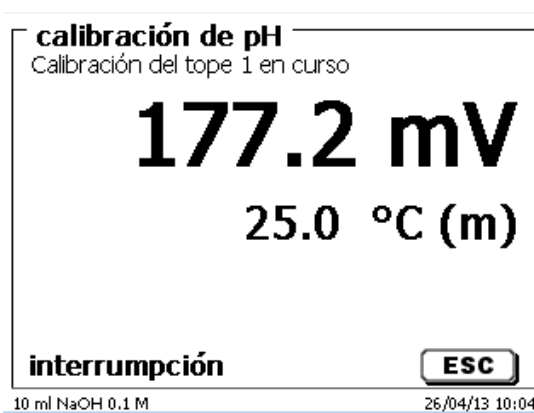 calibración de pH
Calibración del tope 1 en curso
177.2 mV
25.0 °C (m)
interrumpción ESC
10 ml NaOH 0.1 M 26/04/13 10:04